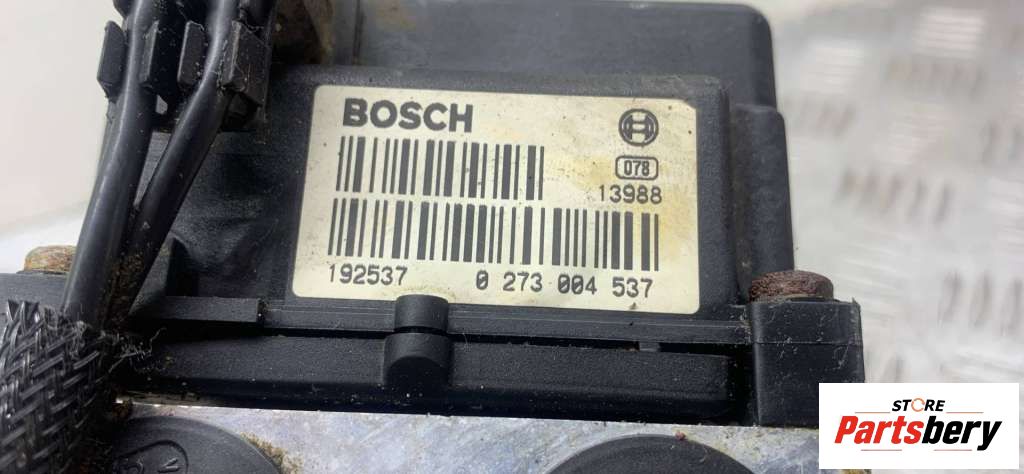 BOSCH
078
13988
192537 0 273 004 537
STORE
Partsbery